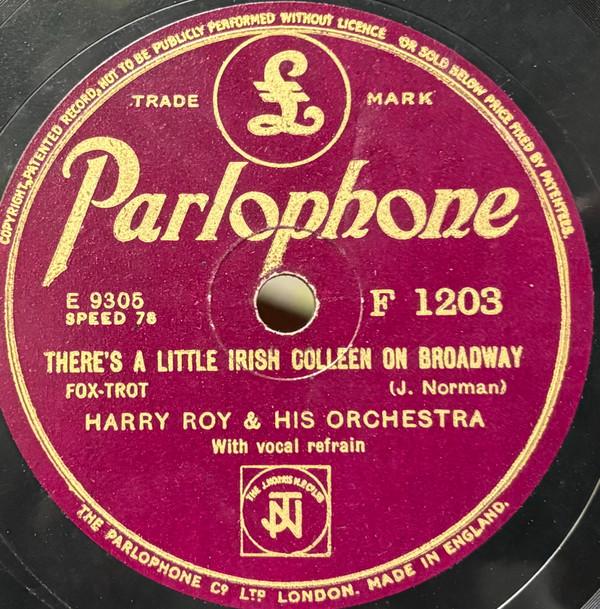 COPYRIGHT, PATENTED RECORD, NOT TO BE PUBLICLY PERFORMED WITHOUT LICENCE OR SOLD BELOW PRICE FIXED BY PATENTEES.
TRADE MARK
£
Parlophone
E 9305 F 1203
SPEED 78
THERE'S A LITTLE IRISH COLLEEN ON BROADWAY
FOX-TROT (J. Norman)
HARRY ROY & HIS ORCHESTRA
With vocal refrain
THE PARLOPHONE Co LTD LONDON. MADE IN ENGLAND.